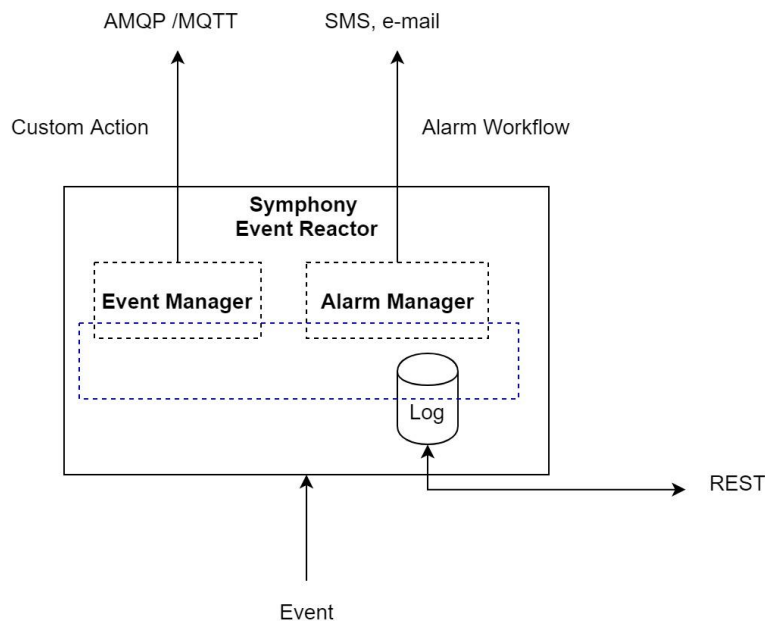 AMQP /MQTT
SMS, e-mail
Custom Action
Alarm Workflow
Symphony
Event Reactor
Event Manager
Alarm Manager
Log
REST
Event